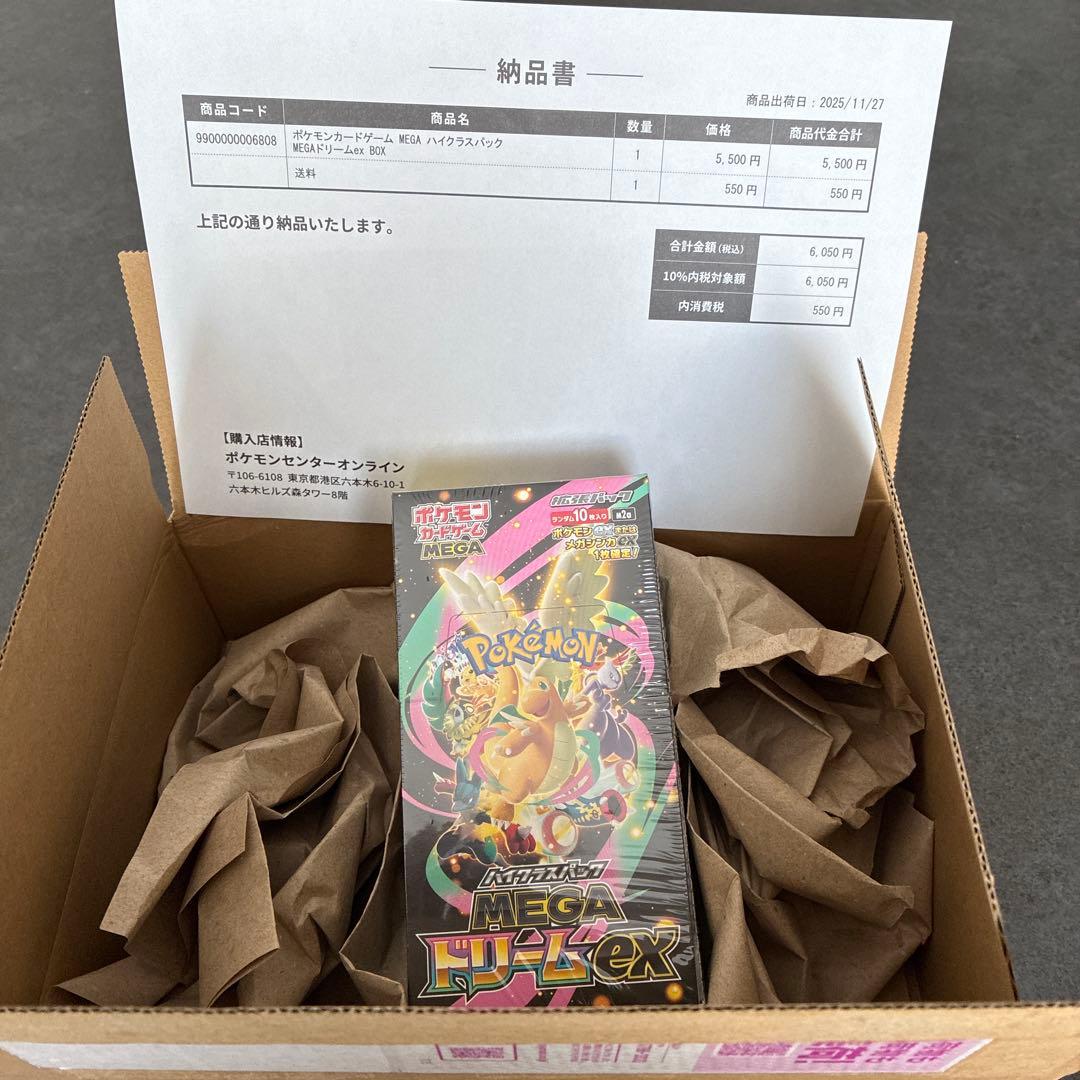 納品書
商品出荷日：2025/11/27
商品コード 商品名 数量 価格 商品代金合計
9900000006808 ポケモンカードゲーム MEGA ハイクラスパック 1 5,500 円 5,500 円
MEGAドリームex BOX
送料 1 550 円 550 円
上記の通り納品いたします。
合計金額(税込) 6,050 円
10%内税対象額 6,050 円
内消費税 550 円
【購入店情報】
ポケモンセンターオンライン
〒106-6108 東京都港区六本木6-10-1
六本木ヒルズ森タワー8階
ポケモン
カードゲーム
MEGA
拡張パック
ランダム10枚入り M2a
ポケモンexまたは
メガシンカex
1枚確定！
POKéMON
ハイクラスパック
MEGA
ドリームex